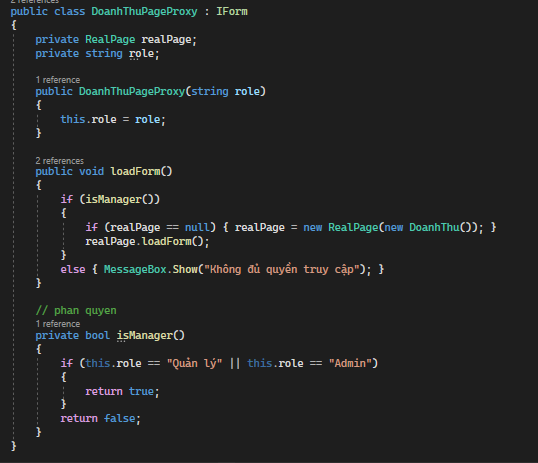 2 references
public class DoanhThuPageProxy : IForm
{
    private RealPage realPage;
    private string role;
    1 reference
    public DoanhThuPageProxy(string role)
    {
        this.role = role;
    }
    2 references
    public void loadForm()
    {
        if (isManager())
        {
            if (realPage == null) { realPage = new RealPage(new DoanhThu()); }
            realPage.loadForm();
        }
        else { MessageBox.Show("Không đủ quyền truy cập"); }
    }
    // phan quyen
    1 reference
    private bool isManager()
    {
        if (this.role == "Quản lý" || this.role == "Admin")
        {
            return true;
        }
        return false;
    }
}